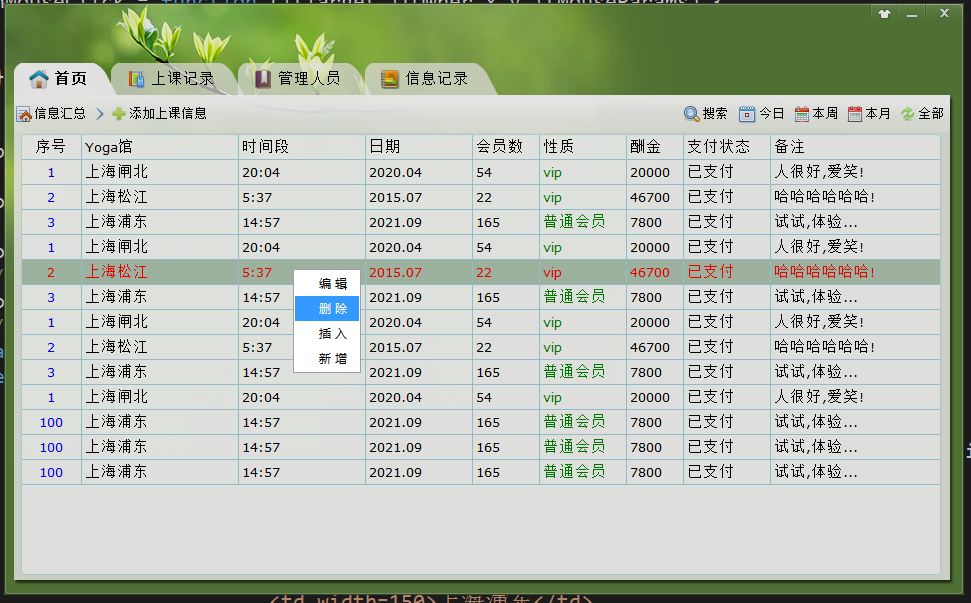 首页 上课记录 管理人员 信息记录
信息汇总 添加上课信息 搜索 今日 本周 本月 全部
序号 Yoga馆 时间段 日期 会员数 性质 酬金 支付状态 备注
1 上海闸北 20:04 2020.04 54 vip 20000 已支付 人很好,爱笑!
2 上海松江 5:37 2015.07 22 vip 46700 已支付 哈哈哈哈哈哈!
3 上海浦东 14:57 2021.09 165 普通会员 7800 已支付 试试,体验...
1 上海闸北 20:04 2020.04 54 vip 20000 已支付 人很好,爱笑!
2 上海松江 5:37 2015.07 22 vip 46700 已支付 哈哈哈哈哈哈!
编 辑
3 上海浦东 14:57 2021.09 165 普通会员 7800 已支付 试试,体验...
删 除
1 上海闸北 20:04 2020.04 54 vip 20000 已支付 人很好,爱笑!
插 入
2 上海松江 5:37 2015.07 22 vip 46700 已支付 哈哈哈哈哈哈!
新 增
3 上海浦东 14:57 2021.09 165 普通会员 7800 已支付 试试,体验...
1 上海闸北 20:04 2020.04 54 vip 20000 已支付 人很好,爱笑!
100 上海浦东 14:57 2021.09 165 普通会员 7800 已支付 试试,体验...
100 上海浦东 14:57 2021.09 165 普通会员 7800 已支付 试试,体验...
100 上海浦东 14:57 2021.09 165 普通会员 7800 已支付 试试,体验...
<td width=150>上海浦东</td>